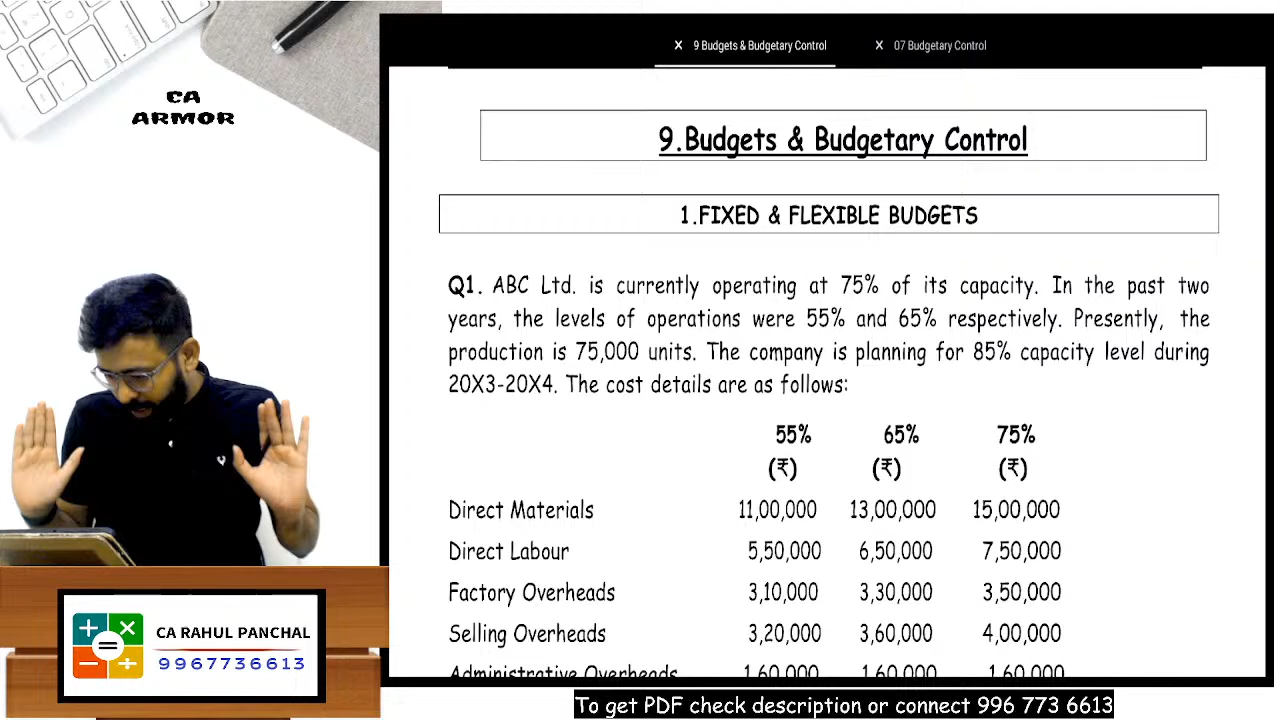 CA
ARMOR
X 9 Budgets & Budgetary Control X 07 Budgetary Control
9.Budgets & Budgetary Control
1.FIXED & FLEXIBLE BUDGETS
Q1. ABC Ltd. is currently operating at 75% of its capacity. In the past two
years, the levels of operations were 55% and 65% respectively. Presently, the
production is 75,000 units. The company is planning for 85% capacity level during
20X3-20X4. The cost details are as follows:
55% 65% 75%
(₹) (₹) (₹)
Direct Materials 11,00,000 13,00,000 15,00,000
Direct Labour 5,50,000 6,50,000 7,50,000
Factory Overheads 3,10,000 3,30,000 3,50,000
Selling Overheads 3,20,000 3,60,000 4,00,000
Administrative Overheads 1,60,000 1,60,000 1,60,000
CA RAHUL PANCHAL
9967736613
To get PDF check description or connect 996 773 6613